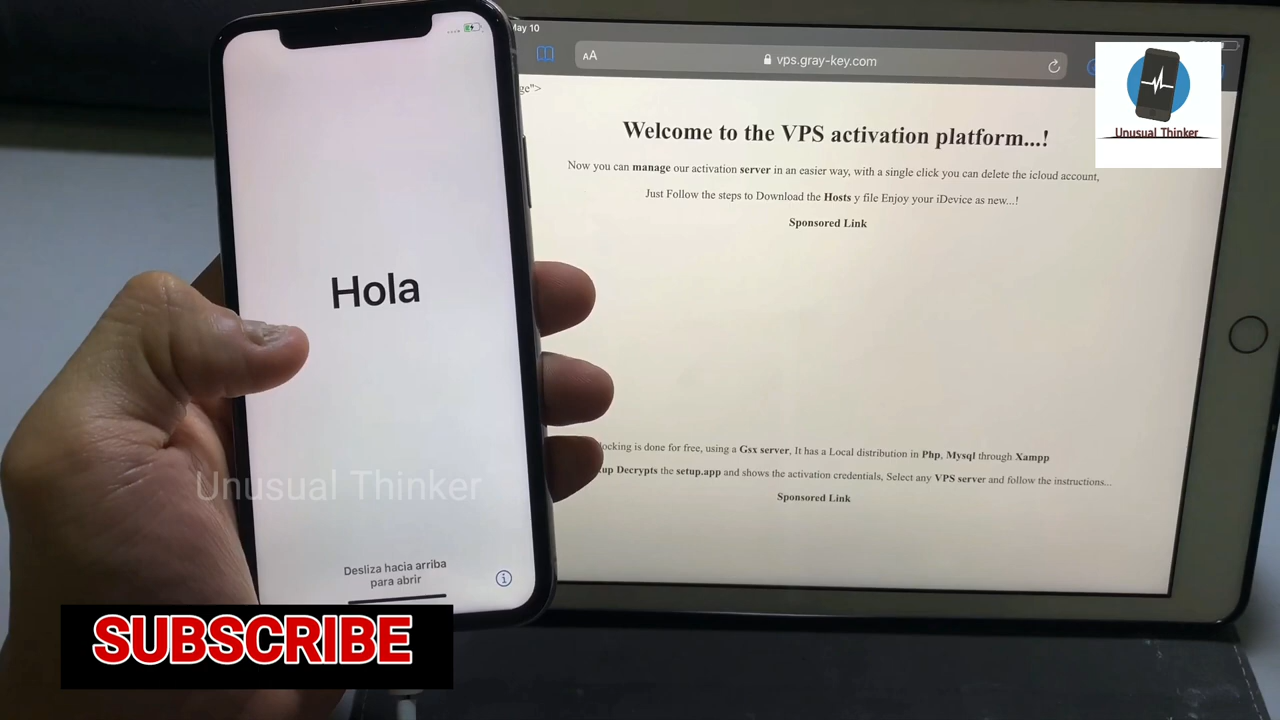 May 10
AA
vps.gray-key.com
Unusual Thinker
ge">
Welcome to the VPS activation platform...!
Now you can manage our activation server in an easier way, with a single click you can delete the icloud account,
Just Follow the steps to Download the Hosts y file Enjoy your iDevice as new...!
Sponsored Link
Hola
locking is done for free, using a Gsx server, It has a Local distribution in Php, Mysql through Xampp
up Decrypts the setup.app and shows the activation credentials, Select any VPS server and follow the instructions...
Sponsored Link
Unusual Thinker
Desliza hacia arriba
para abrir
SUBSCRIBE